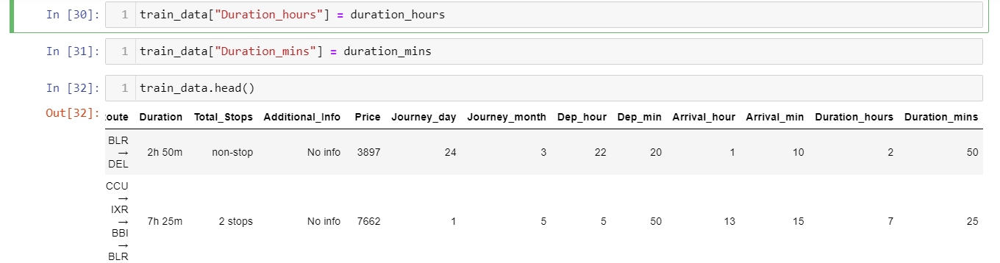 In [30]: 1 train_data["Duration_hours"] = duration_hours
In [31]: 1 train_data["Duration_mins"] = duration_mins
In [32]: 1 train_data.head()
Out[32]:
oute Duration Total_Stops Additional_Info Price Journey_day Journey_month Dep_hour Dep_min Arrival_hour Arrival_min Duration_hours Duration_mins
BLR
→
DEL
2h 50m non-stop No info 3897 24 3 22 20 1 10 2 50
CCU
→
IXR
→
BBI
→
BLR
7h 25m 2 stops No info 7662 1 5 5 50 13 15 7 25